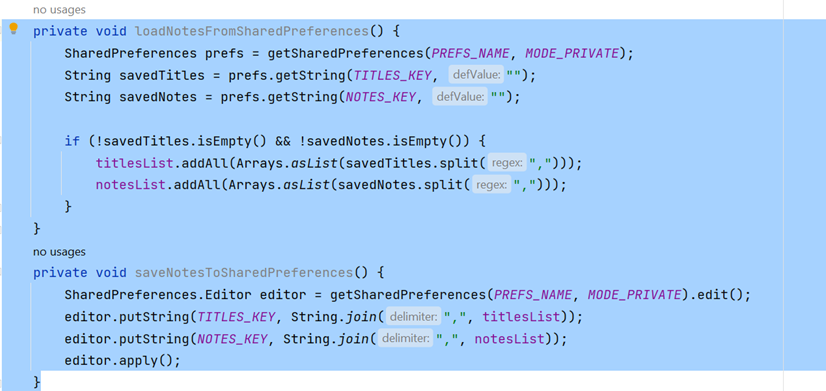 no usages
private void loadNotesFromSharedPreferences() {
SharedPreferences prefs = getSharedPreferences(PREFS_NAME, MODE_PRIVATE);
String savedTitles = prefs.getString(TITLES_KEY, defValue: "");
String savedNotes = prefs.getString(NOTES_KEY, defValue: "");
if (!savedTitles.isEmpty() && !savedNotes.isEmpty()) {
titlesList.addAll(Arrays.asList(savedTitles.split( regex: ",")));
notesList.addAll(Arrays.asList(savedNotes.split( regex: ",")));
}
}
no usages
private void saveNotesToSharedPreferences() {
SharedPreferences.Editor editor = getSharedPreferences(PREFS_NAME, MODE_PRIVATE).edit();
editor.putString(TITLES_KEY, String.join( delimiter: ",", titlesList));
editor.putString(NOTES_KEY, String.join( delimiter: ",", notesList));
editor.apply();
}